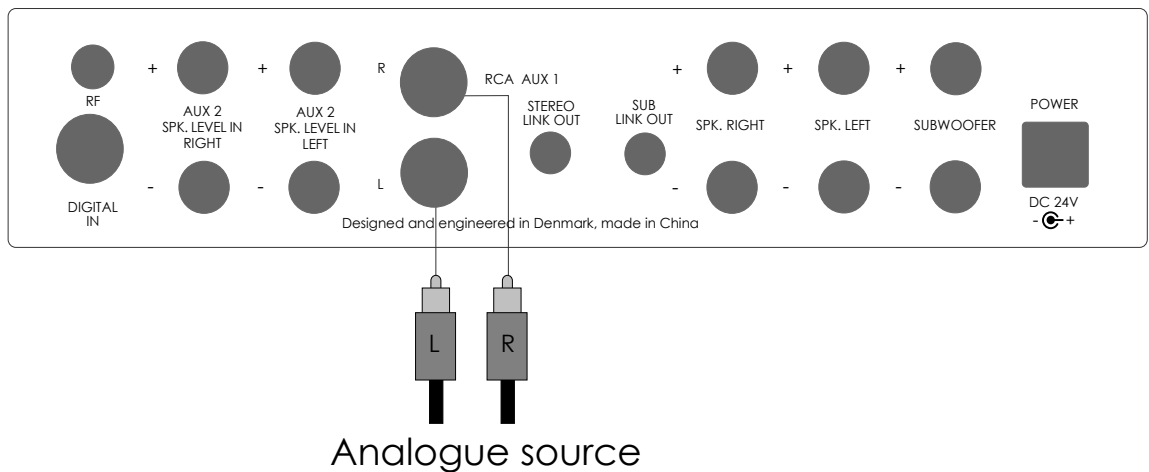 RF
DIGITAL
IN
+
-
AUX 2
SPK. LEVEL IN
RIGHT
+
-
AUX 2
SPK. LEVEL IN
LEFT
R
L
RCA AUX 1
STEREO
LINK OUT
SUB
LINK OUT
+
SPK. RIGHT
-
+
SPK. LEFT
-
+
SUBWOOFER
-
POWER
DC 24V
- +
Designed and engineered in Denmark, made in China
L
R
Analogue source